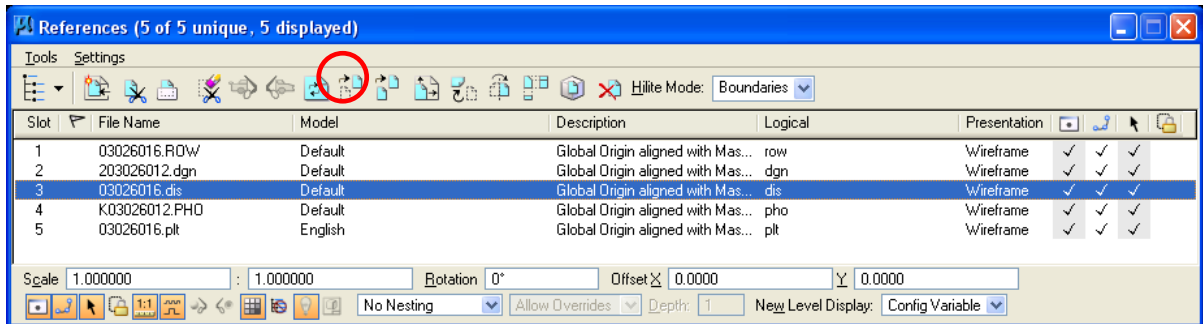 References (5 of 5 unique, 5 displayed)
Tools Settings
Hilite Mode: Boundaries
Slot File Name Model Description Logical Presentation
1 03026016.ROW Default Global Origin aligned with Mas... row Wireframe
2 203026012.dgn Default Global Origin aligned with Mas... dgn Wireframe
3 03026016.dis Default Global Origin aligned with Mas... dis Wireframe
4 K03026012.PHO Default Global Origin aligned with Mas... pho Wireframe
5 03026016.plt English Global Origin aligned with Mas... plt Wireframe
Scale 1.000000 : 1.000000 Rotation 0° Offset X 0.0000 Y 0.0000
1:1 No Nesting Allow Overrides Depth: 1 New Level Display: Config Variable